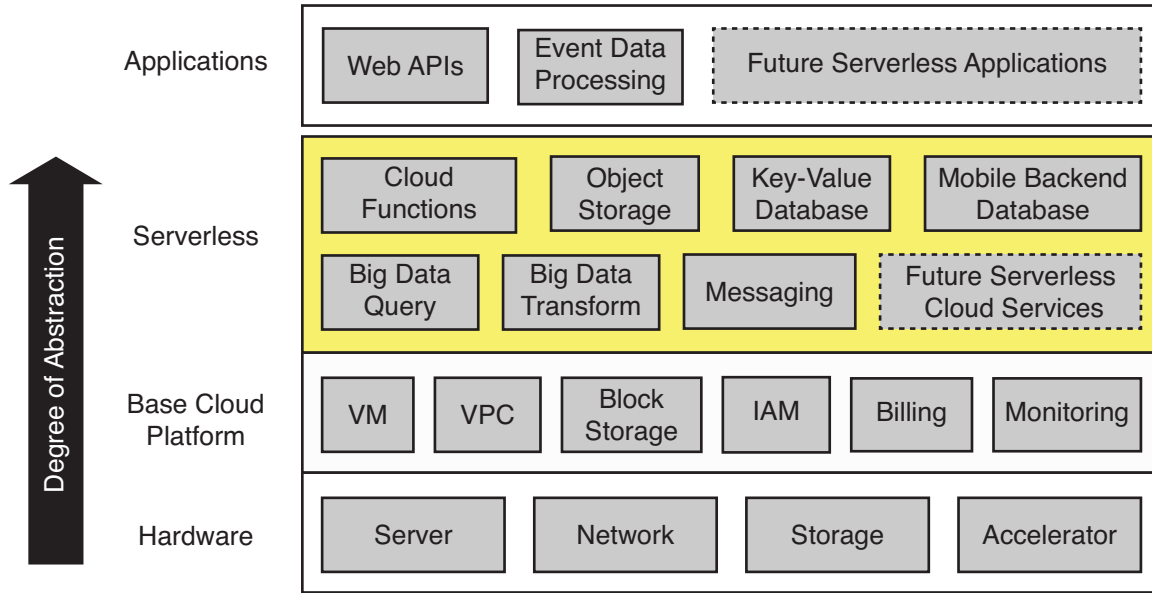 Applications
Web APIs
Event Data
Processing
Future Serverless Applications
Degree of Abstraction
Serverless
Cloud
Functions
Object
Storage
Key-Value
Database
Mobile Backend
Database
Big Data
Query
Big Data
Transform
Messaging
Future Serverless
Cloud Services
Base Cloud
Platform
VM
VPC
Block
Storage
IAM
Billing
Monitoring
Hardware
Server
Network
Storage
Accelerator